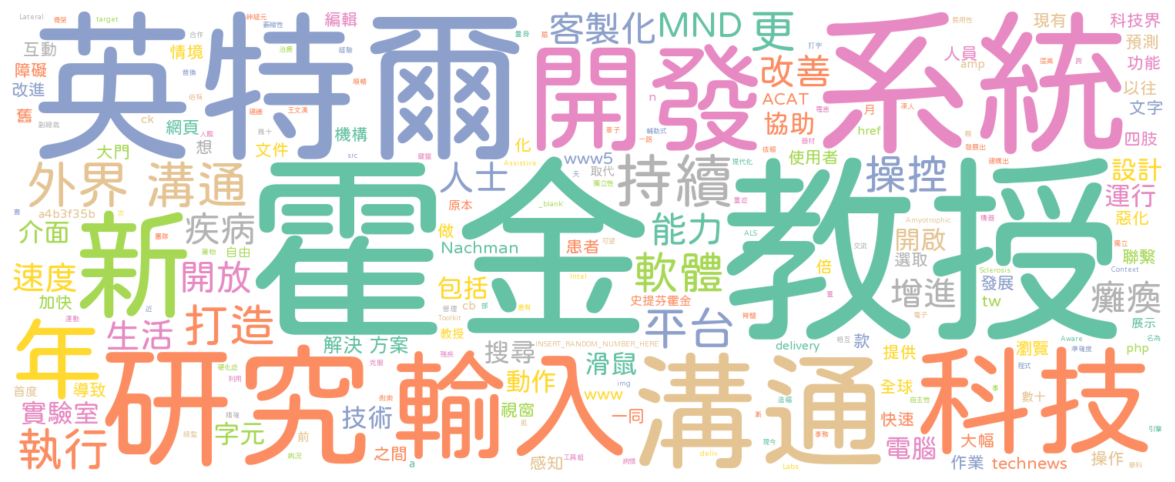 英特爾
開發
系統
霍金
教授
新
研究
輸入
溝通
科技
年
持續
外界 溝通
客製化
MND
更
改善
ACAT
協助
人士
操控
能力
軟體
平台
疾病
開放
打造
生活
執行
實驗室
速度
介面
加快
包括
Nachman
患者
史提芬霍金
解決 方案
搜尋
滑鼠
動作
www
視窗
技術
字元
之間
感知
一同
提供
全球
快速
電腦
大幅
technews
作業
操作
瀏覽
php
展示
癱瘓
增進
開啟
選取
發展
tw
聯繫
惡化
運行
設計
四肢
文字
以往
功能
預測
現有
科技界
人員
amp
href
月
使用者
www5
取代
化
n
機構
文件
網頁
情境
編輯
互動
障礙
改進
舊
大門
ck
想
a4b3f35b
自由
原本
做
cb
教授
Toolkit
INSERT_RANDOM_NUMBER_HERE
delivery
款
倍
導致
首度
前
a
img
Labs
數十
Amyotrophic
Sclerosis
Context
Aware
ALS
Intel
_blank
Assistive
src
target
Lateral
王文漢
工具組